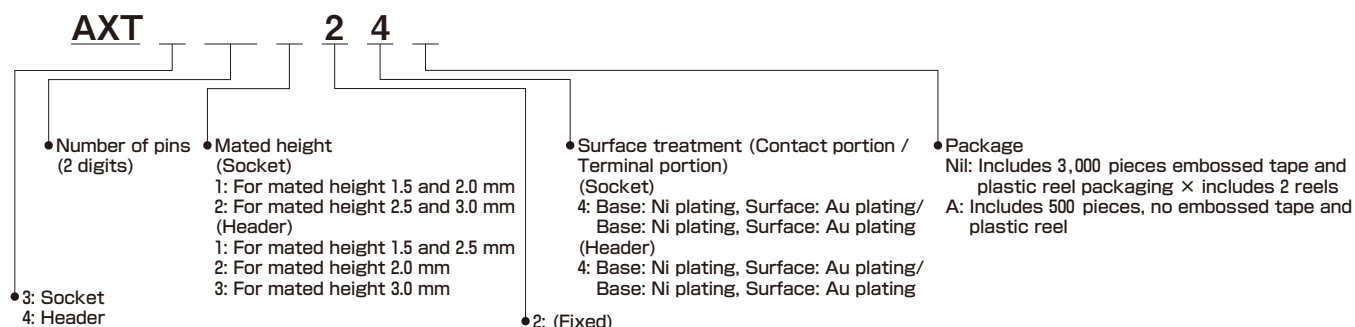 AXT 2 4
Number of pins
(2 digits)
Mated height
(Socket)
1: For mated height 1.5 and 2.0 mm
2: For mated height 2.5 and 3.0 mm
(Header)
1: For mated height 1.5 and 2.5 mm
2: For mated height 2.0 mm
3: For mated height 3.0 mm
Surface treatment (Contact portion /
Terminal portion)
(Socket)
4: Base: Ni plating, Surface: Au plating/
Base: Ni plating, Surface: Au plating
(Header)
4: Base: Ni plating, Surface: Au plating/
Base: Ni plating, Surface: Au plating
Package
Nil: Includes 3,000 pieces embossed tape and
plastic reel packaging × includes 2 reels
A: Includes 500 pieces, no embossed tape and
plastic reel
3: Socket
4: Header
2: (Fixed)